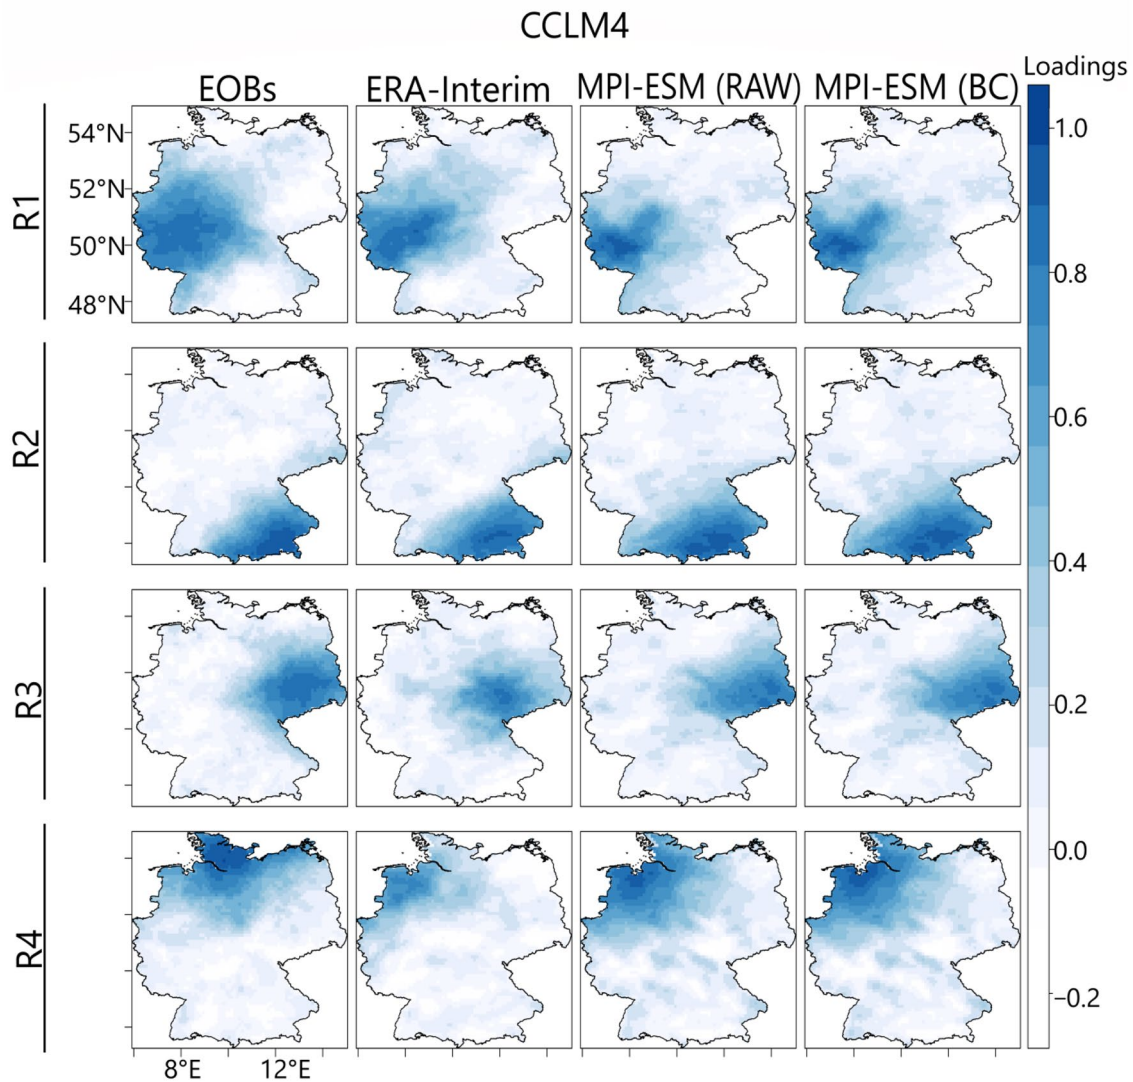 CCLM4
EOBs ERA-Interim MPI-ESM (RAW) MPI-ESM (BC) Loadings
R1
54°N
52°N
50°N
48°N
R2
R3
R4
8°E 12°E
1.0
0.8
0.6
0.4
0.2
0.0
−0.2